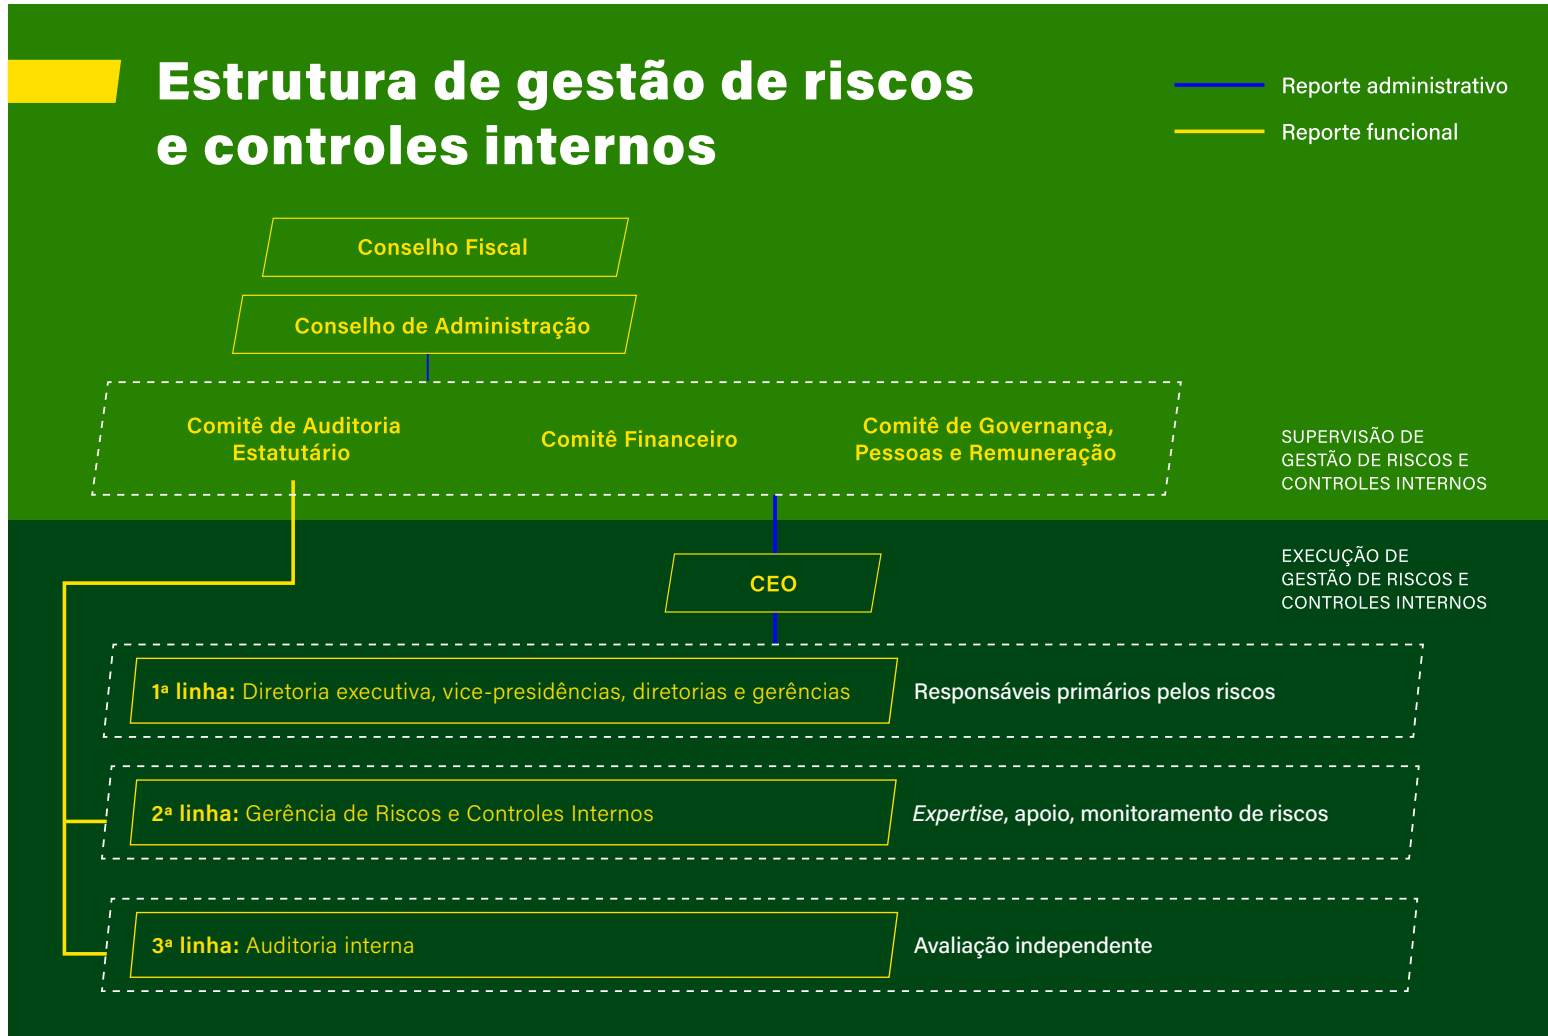 Estrutura de gestão de riscos
e controles internos
Reporte administrativo
Reporte funcional
Conselho Fiscal
Conselho de Administração
Comitê de Auditoria
Estatutário
Comitê Financeiro
Comitê de Governança,
Pessoas e Remuneração
SUPERVISÃO DE
GESTÃO DE RISCOS E
CONTROLES INTERNOS
EXECUÇÃO DE
GESTÃO DE RISCOS E
CONTROLES INTERNOS
CEO
1ª linha: Diretoria executiva, vice-presidências, diretorias e gerências
Responsáveis primários pelos riscos
2ª linha: Gerência de Riscos e Controles Internos
Expertise, apoio, monitoramento de riscos
3ª linha: Auditoria interna
Avaliação independente